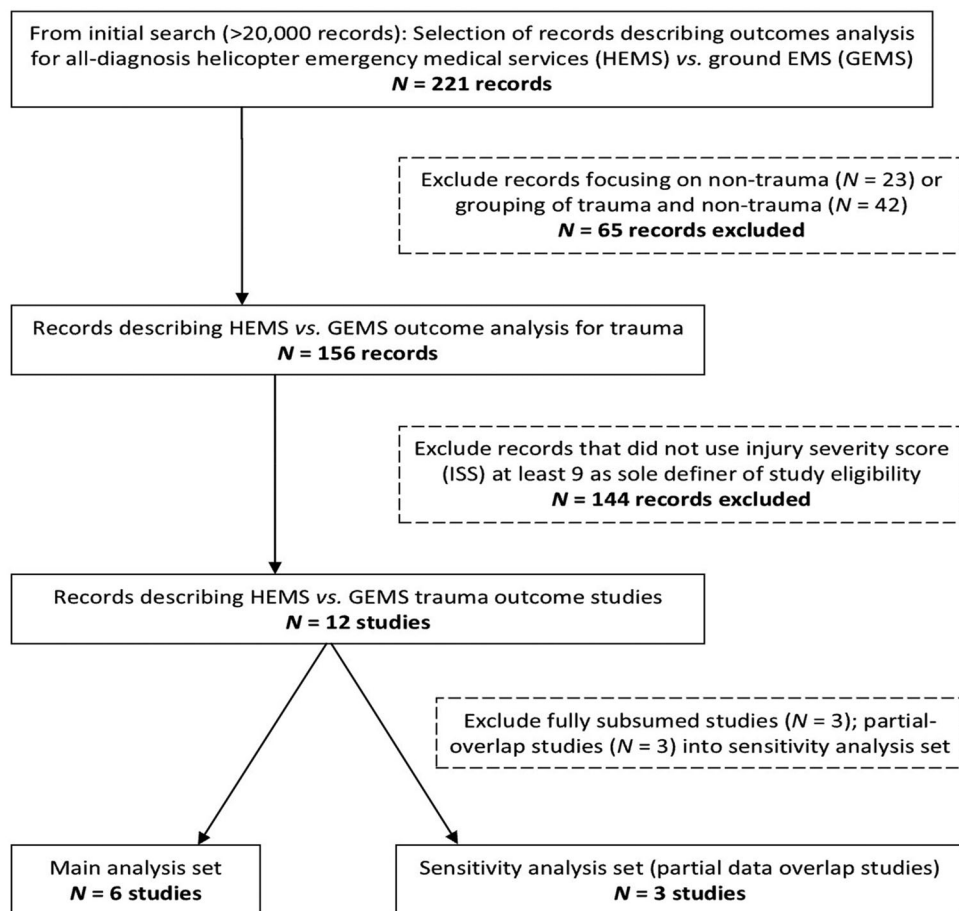 From initial search (>20,000 records): Selection of records describing outcomes analysis
for all-diagnosis helicopter emergency medical services (HEMS) vs. ground EMS (GEMS)
N = 221 records
Exclude records focusing on non-trauma (N = 23) or
grouping of trauma and non-trauma (N = 42)
N = 65 records excluded
Records describing HEMS vs. GEMS outcome analysis for trauma
N = 156 records
Exclude records that did not use injury severity score
(ISS) at least 9 as sole definer of study eligibility
N = 144 records excluded
Records describing HEMS vs. GEMS trauma outcome studies
N = 12 studies
Exclude fully subsumed studies (N = 3); partial-
overlap studies (N = 3) into sensitivity analysis set
Main analysis set
N = 6 studies
Sensitivity analysis set (partial data overlap studies)
N = 3 studies